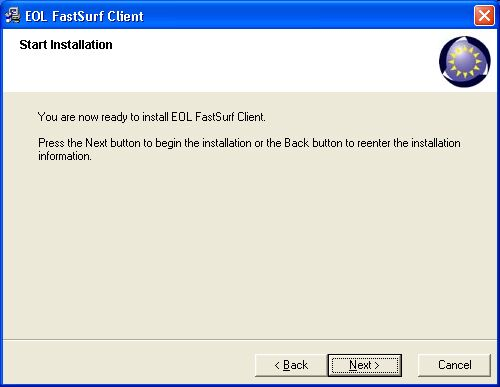 EOL FastSurf Client
Start Installation
You are now ready to install EOL FastSurf Client.
Press the Next button to begin the installation or the Back button to reenter the installation
information.
< Back
Next >
Cancel